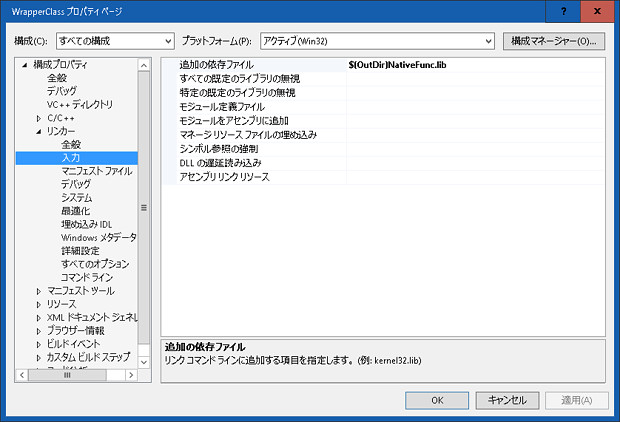 WrapperClass プロパティ ページ
? ×
構成(C): すべての構成 プラットフォーム(P): アクティブ(Win32) 構成マネージャー(O)...
構成プロパティ
全般
デバッグ
VC++ ディレクトリ
C/C++
リンカー
全般
入力
マニフェスト ファイル
デバッグ
システム
最適化
埋め込み IDL
Windows メタデータ
詳細設定
すべてのオプション
コマンド ライン
マニフェスト ツール
リソース
XML ドキュメント ジェネレ
ブラウザー情報
ビルド イベント
カスタム ビルド ステップ
追加の依存ファイル $(OutDir)NativeFunc.lib
すべての既定のライブラリの無視
特定の既定のライブラリの無視
モジュール定義ファイル
モジュールをアセンブリに追加
マネージ リソース ファイルの埋め込み
シンボル参照の強制
DLL の遅延読み込み
アセンブリ リンク リソース
追加の依存ファイル
リンク コマンド ラインに追加する項目を指定します。(例: kernel32.lib)
OK キャンセル 適用(A)